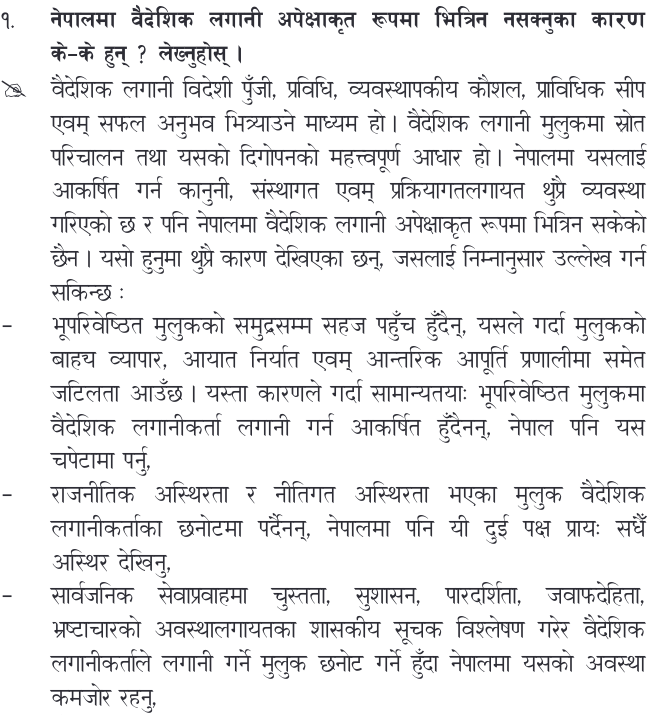 १. नेपालमा वैदेशिक लगानी अपेक्षाकृत रूपमा भित्रिन नसक्नुका कारण
के–के हुन् ? लेख्नुहोस् ।
वैदेशिक लगानी विदेशी पुँजी, प्रविधि, व्यवस्थापकीय कौशल, प्राविधिक सीप
एवम् सफल अनुभव भित्र्याउने माध्यम हो । वैदेशिक लगानी मुलुकमा स्रोत
परिचालन तथा यसको दिगोपनको महत्त्वपूर्ण आधार हो । नेपालमा यसलाई
आकर्षित गर्न कानुनी, संस्थागत एवम् प्रक्रियागतलगायत थुप्रै व्यवस्था
गरिएको छ र पनि नेपालमा वैदेशिक लगानी अपेक्षाकृत रूपमा भित्रिन सकेको
छैन । यसो हुनुमा थुप्रै कारण देखिएका छन्, जसलाई निम्नानुसार उल्लेख गर्न
सकिन्छ :
– भूपरिवेष्ठित मुलुकको समुद्रसम्म सहज पहुँच हुँदैन्, यसले गर्दा मुलुकको
बाह्य व्यापार, आयात निर्यात एवम् आन्तरिक आपूर्ति प्रणालीमा समेत
जटिलता आउँछ । यस्ता कारणले गर्दा सामान्यतयाः भूपरिवेष्ठित मुलुकमा
वैदेशिक लगानीकर्ता लगानी गर्न आकर्षित हुँदैनन्, नेपाल पनि यस
चपेटामा पर्नु,
– राजनीतिक अस्थिरता र नीतिगत अस्थिरता भएका मुलुक वैदेशिक
लगानीकर्ताका छनोटमा पर्दैनन्, नेपालमा पनि यी दुई पक्ष प्रायः सधैँ
अस्थिर देखिनु,
– सार्वजनिक सेवाप्रवाहमा चुस्तता, सुशासन, पारदर्शिता, जवाफदेहिता,
भ्रष्टाचारको अवस्थालगायतका शासकीय सूचक विश्लेषण गरेर वैदेशिक
लगानीकर्ताले लगानी गर्ने मुलुक छनोट गर्ने हुँदा नेपालमा यसको अवस्था
कमजोर रहनु,